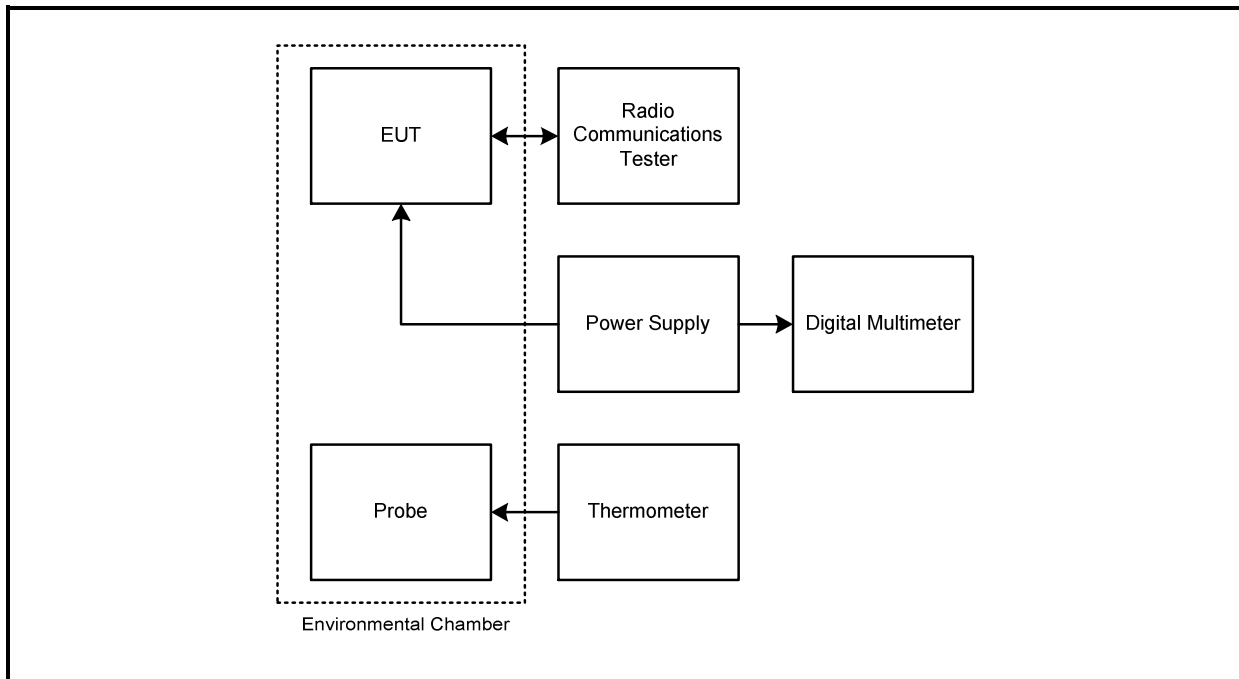 EUT
Radio
Communications
Tester
Power Supply
Digital Multimeter
Probe
Thermometer
Environmental Chamber